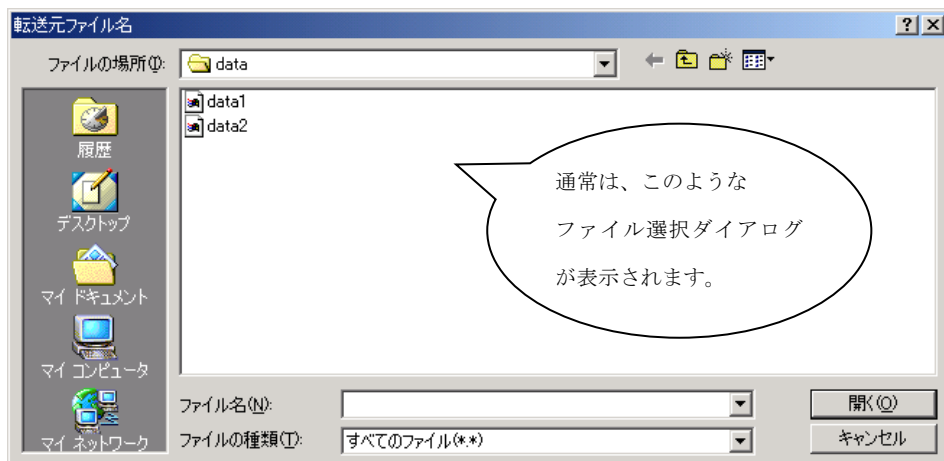 転送元ファイル名
ファイルの場所(I):
data
data1
data2
履歴
デスクトップ
マイ ドキュメント
マイ コンピュータ
マイ ネットワーク
通常は、このような
ファイル選択ダイアログ
が表示されます。
ファイル名(N):
開く(O)
ファイルの種類(T):
すべてのファイル(*.*)
キャンセル